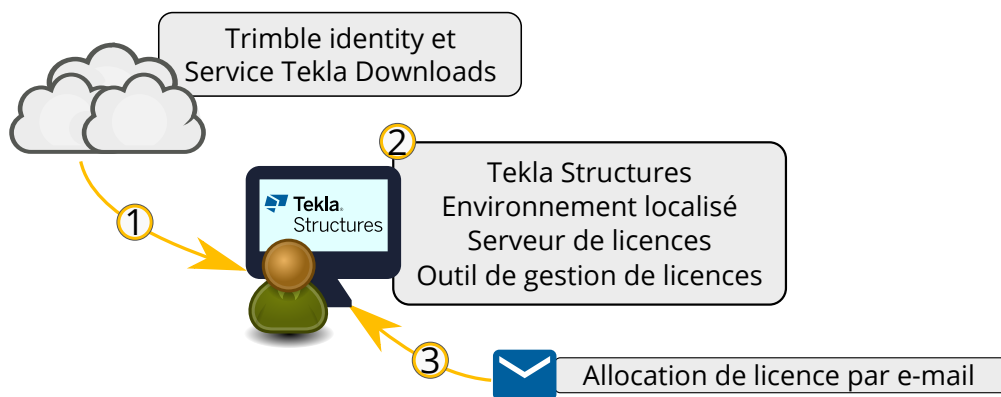 Trimble identity et
Service Tekla Downloads
2
Tekla Structures
Environnement localisé
Serveur de licences
Outil de gestion de licences
Tekla.
Structures
1
3
Allocation de licence par e-mail